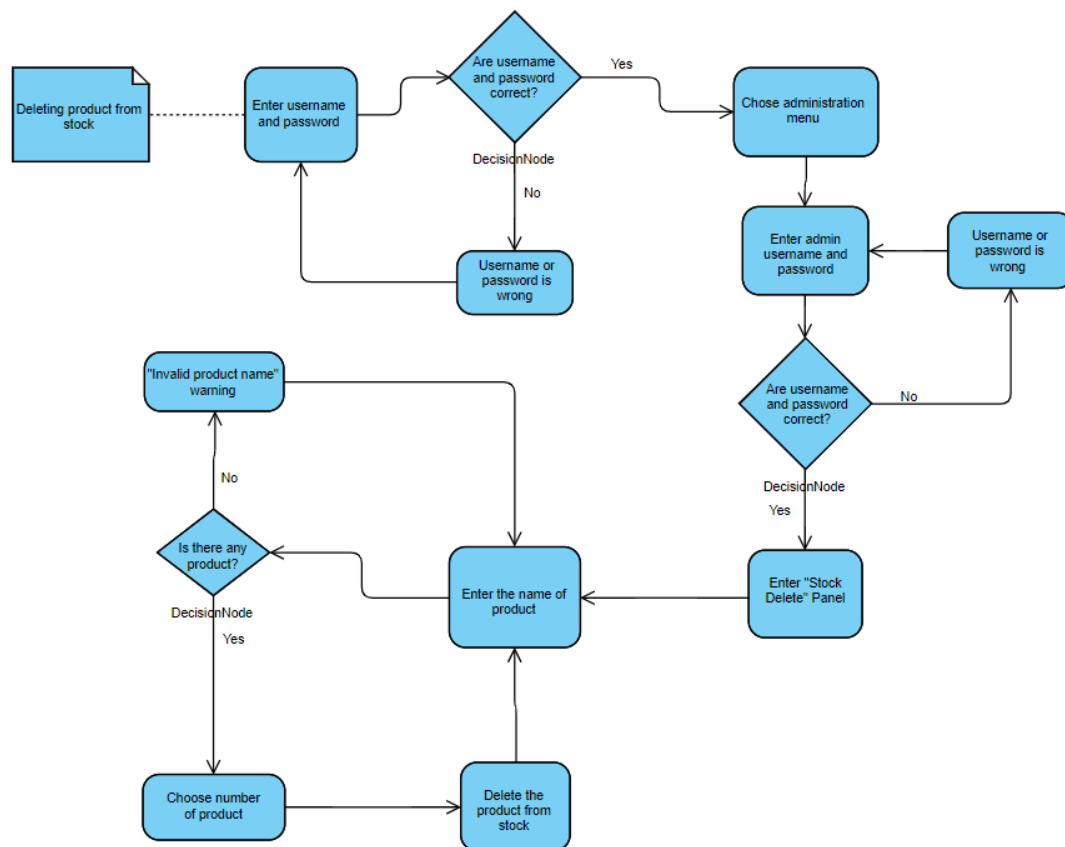 Deleting product from
stock
Enter username
and password
Are username
and password
correct?
Yes
Chose administration
menu
DecisionNode
No
Username or
password is
wrong
Enter admin
username and
password
Username or
password is
wrong
Are username
and password
correct?
No
DecisionNode
Yes
"Invalid product name"
warning
No
Is there any
product?
Enter the name of
product
Enter "Stock
Delete" Panel
DecisionNode
Yes
Choose number
of product
Delete the
product from
stock